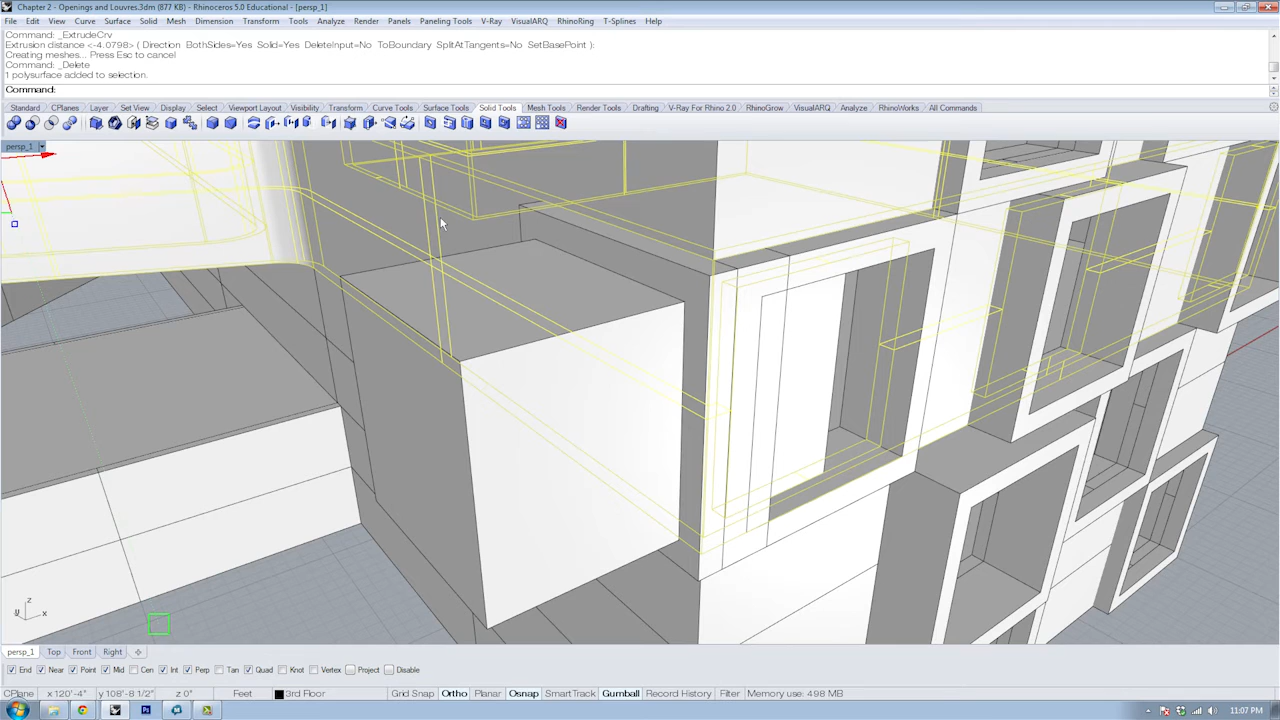 Chapter 2 - Openings and Louvres.3dm (877 KB) - Rhinoceros 5.0 Educational - [persp_1]
File Edit View Curve Surface Solid Mesh Dimension Transform Tools Analyze Render Panels Paneling Tools V-Ray VisualARQ RhinoRing T-Splines Help
Command: _ExtrudeCrv
Extrusion distance <-4.0798> ( Direction BothSides=Yes Solid=Yes DeleteInput=No ToBoundary SplitAtTangents=No SetBasePoint ):
Creating meshes... Press Esc to cancel
Command: _Delete
1 polysurface added to selection.
Command:
Standard CPlanes Layer Set View Display Select Viewport Layout Visibility Transform Curve Tools Surface Tools Solid Tools Mesh Tools Render Tools Drafting V-Ray For Rhino 2.0 RhinoGrow VisualARQ Analyze RhinoWorks All Commands
persp_1
z
y x
persp_1 Top Front Right
End Near Point Mid Cen Int Perp Tan Quad Knot Vertex Project Disable
CPlane x 120'-4" y 108'-8 1/2" z 0" Feet 3rd Floor Grid Snap Ortho Planar Osnap SmartTrack Gumball Record History Filter Memory use: 498 MB
11:07 PM